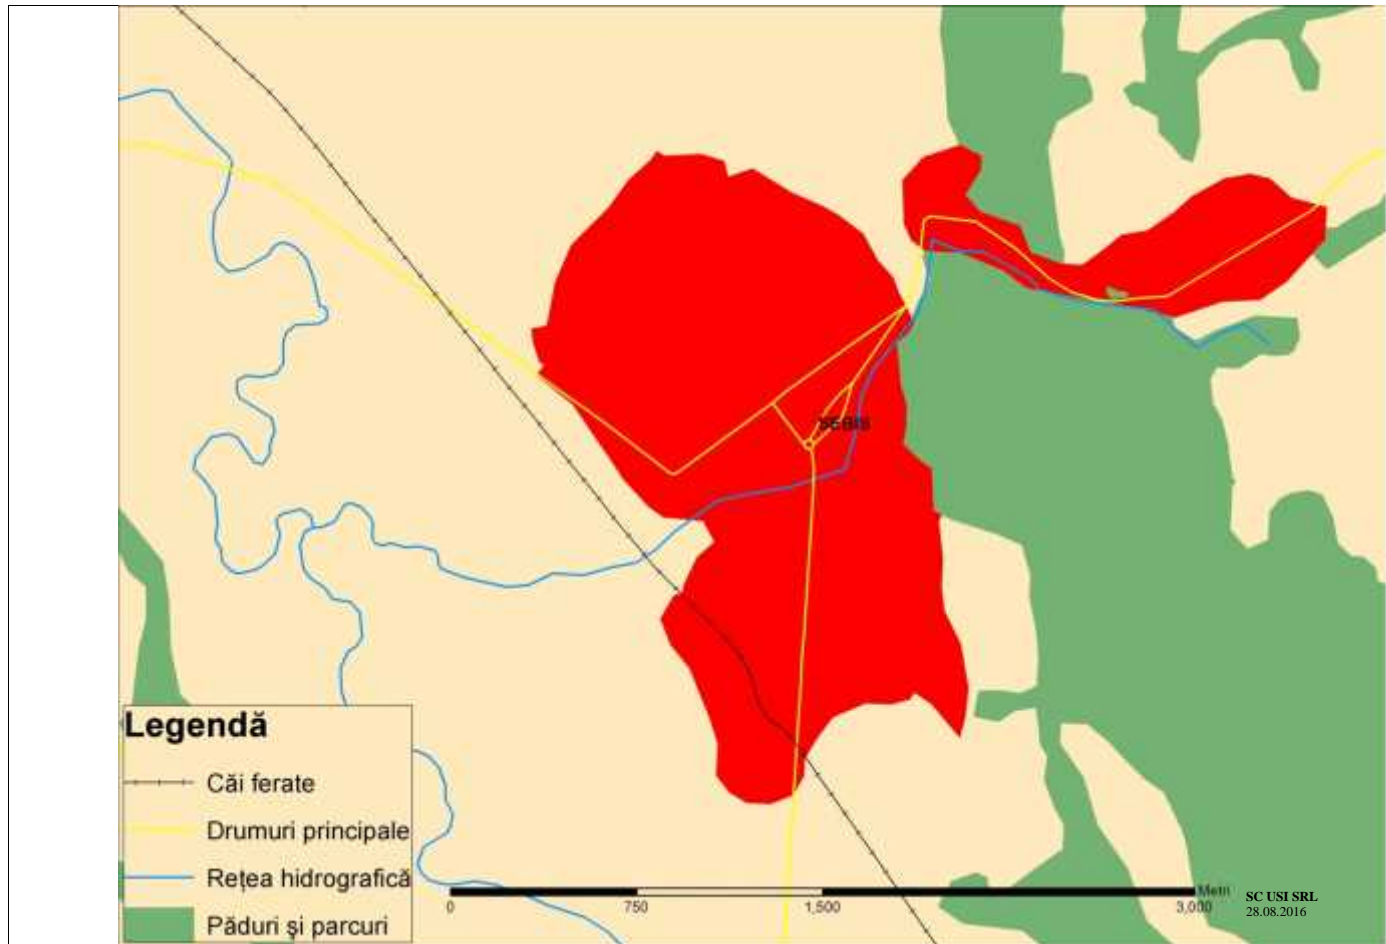 SEBIS
Legendă
Căi ferate
Drumuri principale
Rețea hidrografică
Păduri și parcuri
Metri
0 750 1,500 3,000
SC USI SRL
28.08.2016